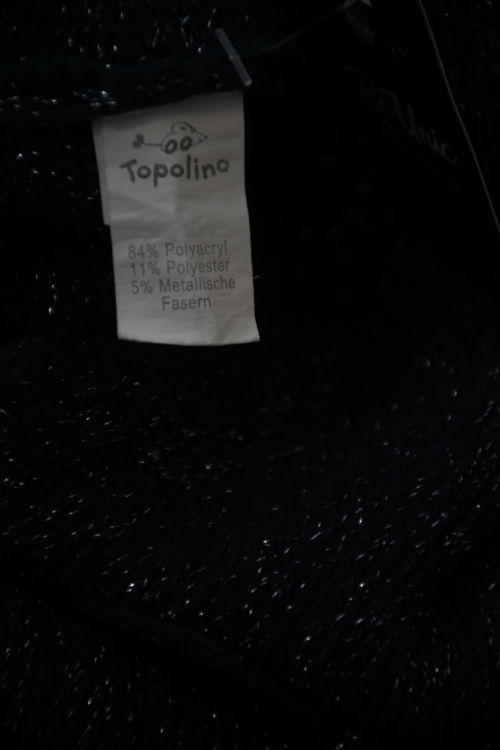 Topolino
84% Polyacryl
11% Polyester
5% Metallische
Fasern